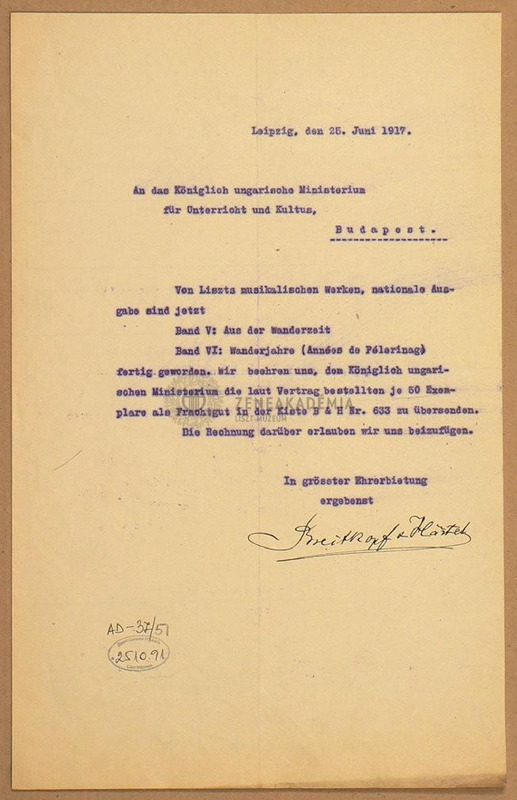 Leipzig, den 25. Juni 1917.
An das Königlich ungarische Ministerium
für Unterricht und Kultus,
Budapest.
Von Liszts musikalischen Werken, nationale Aus-
gabe sind jetzt
Band V: Aus der Wanderzeit
Band VI: Wanderjahre (Années de Pélerinag)
fertig geworden. Wir beehren uns, dem Königlich ungari-
schen Ministerium die laut Vertrag bestellten je 50 Exem-
plare als Frachtgut in der Kiste B & H Nr. 633 zu übersenden.
ZENEAKADÉMIA
LISZT MÚZEUM
Die Rechnung darüber erlauben wir uns beizufügen.
In grösster Ehrerbietung
ergebenst
Breitkopf & Härtel
AD-37/51
2510.91